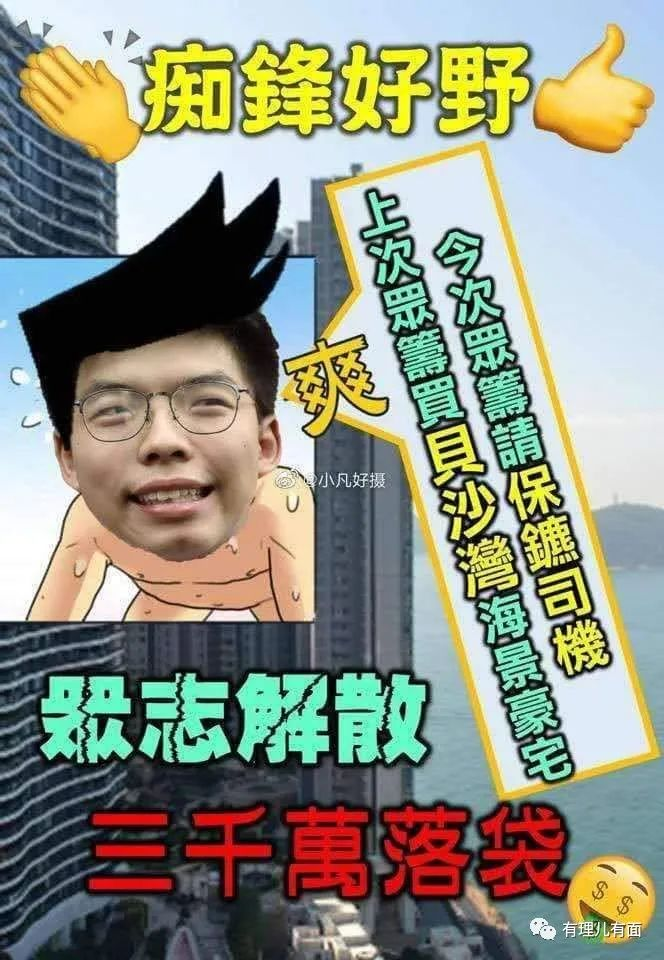 痴鋒好野
上次眾籌買貝沙灣海景豪宅
今次眾籌請保鑣司機
爽
@小凡好摄
眾志解散
三千萬落袋
有理儿有面